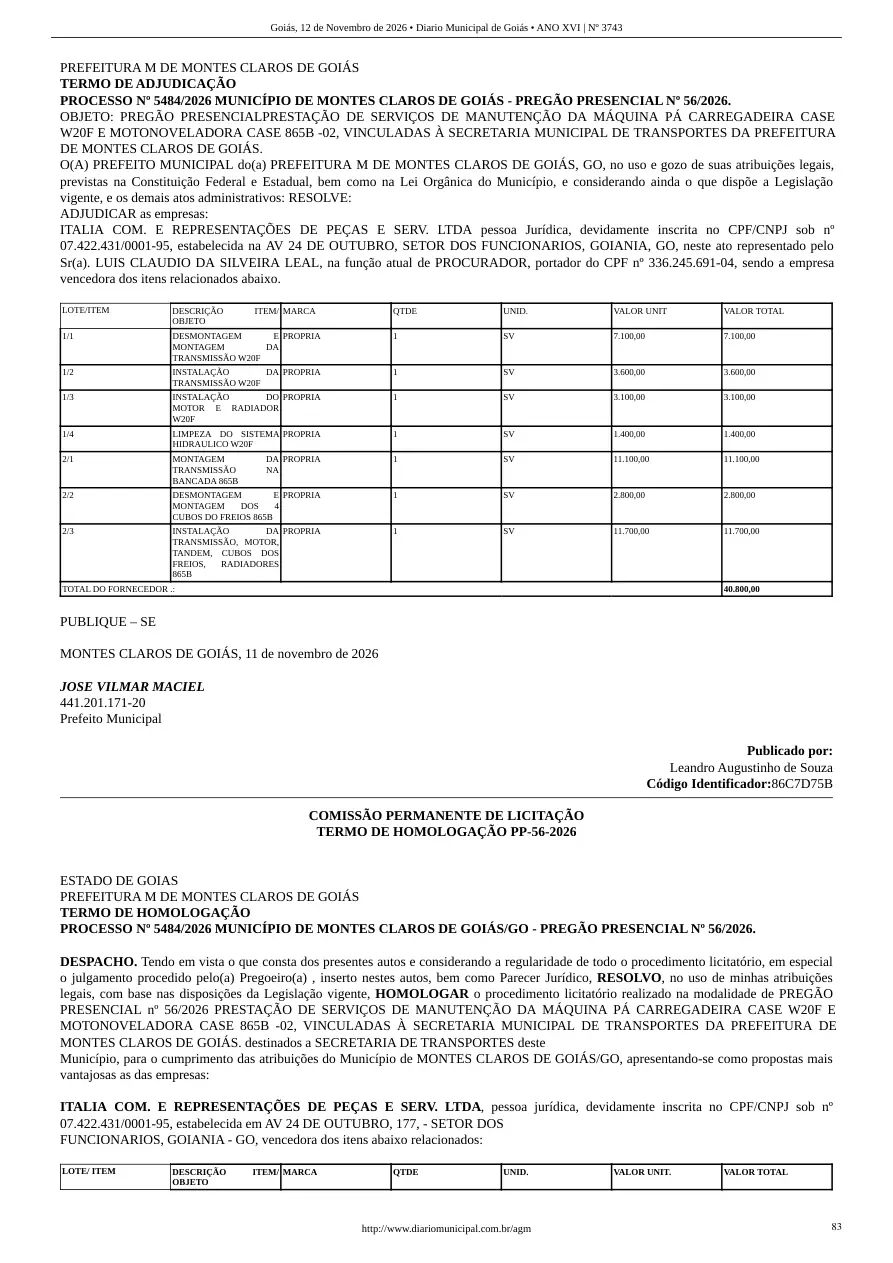 Goiás, 12 de Novembro de 2026 • Diario Municipal de Goiás • ANO XVI | Nº 3743
PREFEITURA M DE MONTES CLAROS DE GOIÁS
TERMO DE ADJUDICAÇÃO
PROCESSO Nº 5484/2026 MUNICÍPIO DE MONTES CLAROS DE GOIÁS - PREGÃO PRESENCIAL Nº 56/2026.
OBJETO: PREGÃO PRESENCIALPRESTAÇÃO DE SERVIÇOS DE MANUTENÇÃO DA MÁQUINA PÁ CARREGADEIRA CASE
W20F E MOTONOVELADORA CASE 865B -02, VINCULADAS À SECRETARIA MUNICIPAL DE TRANSPORTES DA PREFEITURA
DE MONTES CLAROS DE GOIÁS.
O(A) PREFEITO MUNICIPAL do(a) PREFEITURA M DE MONTES CLAROS DE GOIÁS, GO, no uso e gozo de suas atribuições legais,
previstas na Constituição Federal e Estadual, bem como na Lei Orgânica do Município, e considerando ainda o que dispõe a Legislação
vigente, e os demais atos administrativos: RESOLVE:
ADJUDICAR as empresas:
ITALIA COM. E REPRESENTAÇÕES DE PEÇAS E SERV. LTDA pessoa Jurídica, devidamente inscrita no CPF/CNPJ sob nº
07.422.431/0001-95, estabelecida na AV 24 DE OUTUBRO, SETOR DOS FUNCIONARIOS, GOIANIA, GO, neste ato representado pelo
Sr(a). LUIS CLAUDIO DA SILVEIRA LEAL, na função atual de PROCURADOR, portador do CPF nº 336.245.691-04, sendo a empresa
vencedora dos itens relacionados abaixo.
LOTE/ITEM DESCRIÇÃO ITEM/ MARCA QTDE UNID. VALOR UNIT VALOR TOTAL
OBJETO
1/1 DESMONTAGEM E PROPRIA 1 SV 7.100,00 7.100,00
MONTAGEM DA
TRANSMISSÃO W20F
1/2 INSTALAÇÃO DA PROPRIA 1 SV 3.600,00 3.600,00
TRANSMISSÃO W20F
1/3 INSTALAÇÃO DO PROPRIA 1 SV 3.100,00 3.100,00
MOTOR E RADIADOR
W20F
1/4 LIMPEZA DO SISTEMA PROPRIA 1 SV 1.400,00 1.400,00
HIDRAULICO W20F
2/1 MONTAGEM DA PROPRIA 1 SV 11.100,00 11.100,00
TRANSMISSÃO NA
BANCADA 865B
2/2 DESMONTAGEM E PROPRIA 1 SV 2.800,00 2.800,00
MONTAGEM DOS 4
CUBOS DO FREIOS 865B
2/3 INSTALAÇÃO DA PROPRIA 1 SV 11.700,00 11.700,00
TRANSMISSÃO, MOTOR,
TANDEM, CUBOS DOS
FREIOS, RADIADORES
865B
TOTAL DO FORNECEDOR .: 40.800,00
PUBLIQUE – SE
MONTES CLAROS DE GOIÁS, 11 de novembro de 2026
JOSE VILMAR MACIEL
441.201.171-20
Prefeito Municipal
Publicado por:
Leandro Augustinho de Souza
Código Identificador:86C7D75B
COMISSÃO PERMANENTE DE LICITAÇÃO
TERMO DE HOMOLOGAÇÃO PP-56-2026
ESTADO DE GOIAS
PREFEITURA M DE MONTES CLAROS DE GOIÁS
TERMO DE HOMOLOGAÇÃO
PROCESSO Nº 5484/2026 MUNICÍPIO DE MONTES CLAROS DE GOIÁS/GO - PREGÃO PRESENCIAL Nº 56/2026.
DESPACHO. Tendo em vista o que consta dos presentes autos e considerando a regularidade de todo o procedimento licitatório, em especial
o julgamento procedido pelo(a) Pregoeiro(a) , inserto nestes autos, bem como Parecer Jurídico, RESOLVO, no uso de minhas atribuições
legais, com base nas disposições da Legislação vigente, HOMOLOGAR o procedimento licitatório realizado na modalidade de PREGÃO
PRESENCIAL nº 56/2026 PRESTAÇÃO DE SERVIÇOS DE MANUTENÇÃO DA MÁQUINA PÁ CARREGADEIRA CASE W20F E
MOTONOVELADORA CASE 865B -02, VINCULADAS À SECRETARIA MUNICIPAL DE TRANSPORTES DA PREFEITURA DE
MONTES CLAROS DE GOIÁS. destinados a SECRETARIA DE TRANSPORTES deste
Município, para o cumprimento das atribuições do Município de MONTES CLAROS DE GOIÁS/GO, apresentando-se como propostas mais
vantajosas as das empresas:
ITALIA COM. E REPRESENTAÇÕES DE PEÇAS E SERV. LTDA, pessoa jurídica, devidamente inscrita no CPF/CNPJ sob nº
07.422.431/0001-95, estabelecida em AV 24 DE OUTUBRO, 177, - SETOR DOS
FUNCIONARIOS, GOIANIA - GO, vencedora dos itens abaixo relacionados:
LOTE/ ITEM DESCRIÇÃO ITEM/ MARCA QTDE UNID. VALOR UNIT. VALOR TOTAL
OBJETO
http://www.diariomunicipal.com.br/agm 83